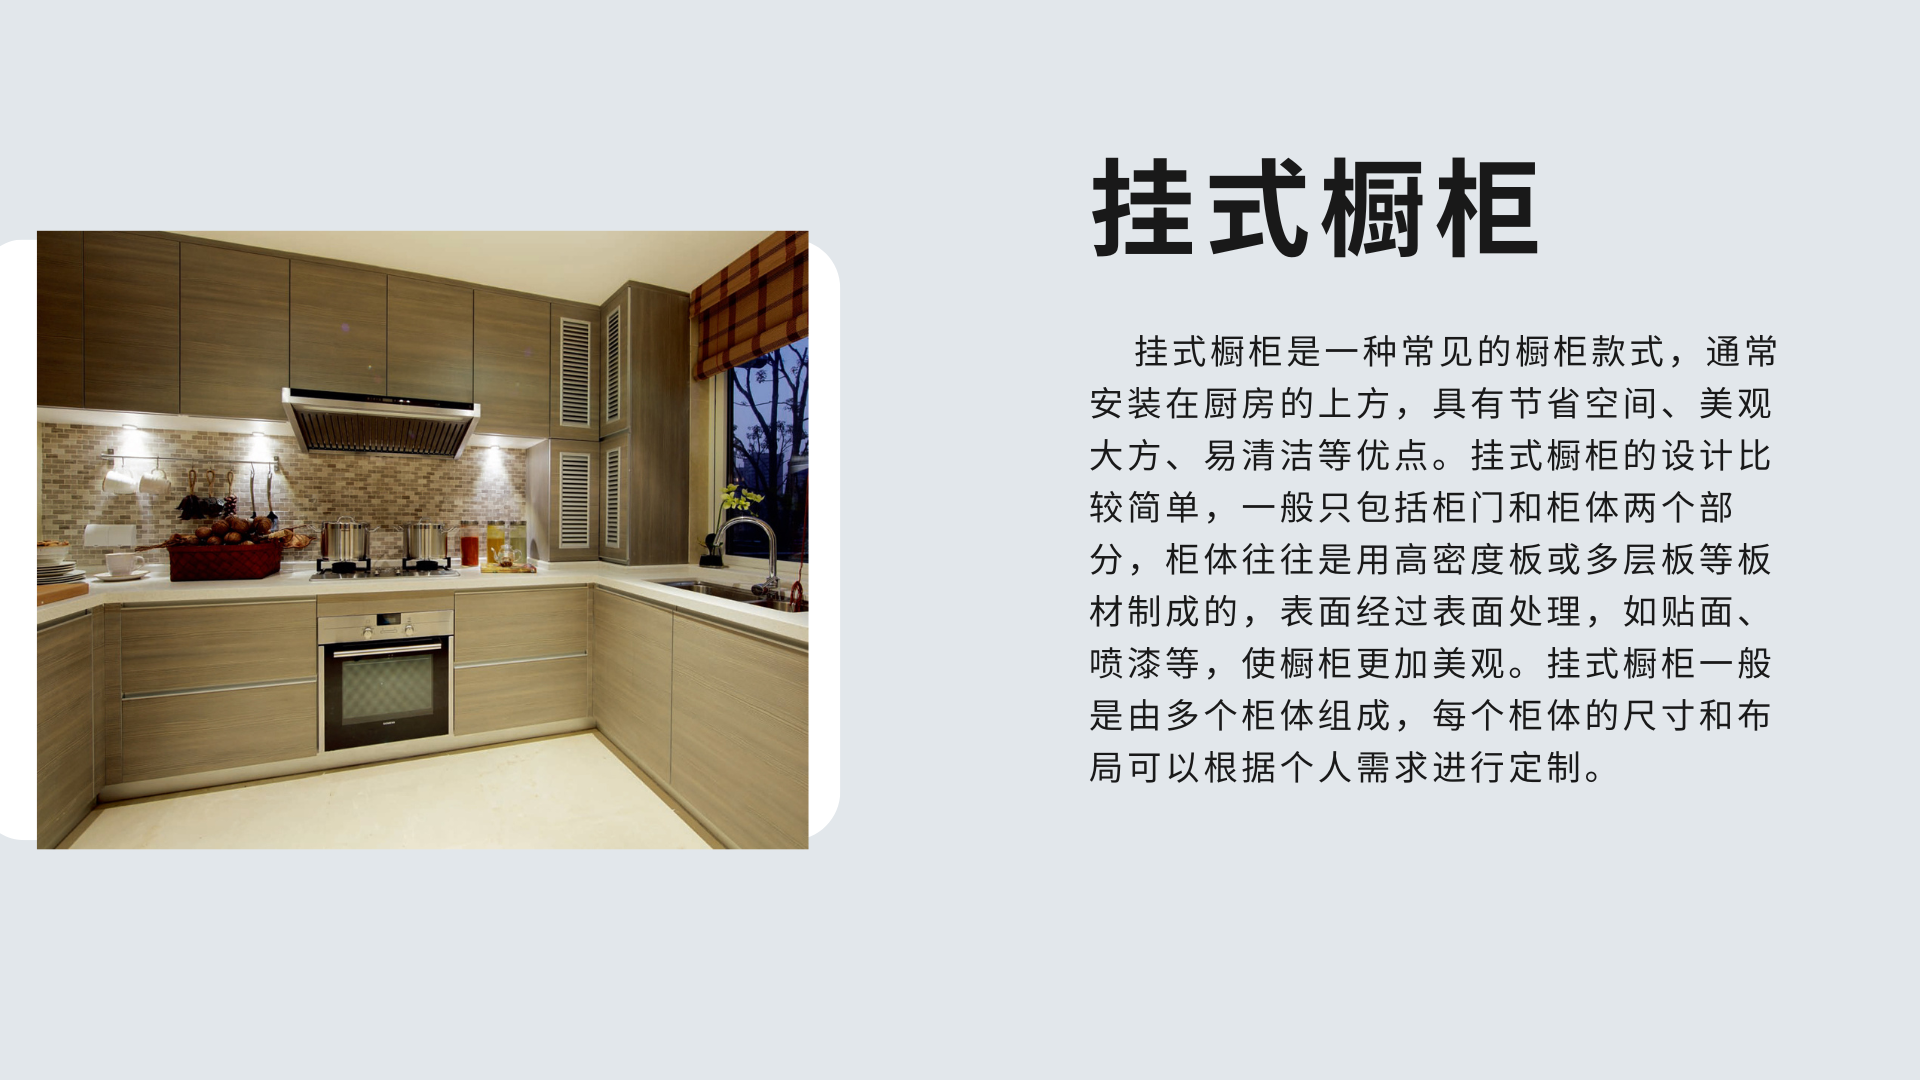 挂式橱柜
挂式橱柜是一种常见的橱柜款式，通常
安装在厨房的上方，具有节省空间、美观
大方、易清洁等优点。挂式橱柜的设计比
较简单，一般只包括柜门和柜体两个部
分，柜体往往是用高密度板或多层板等板
材制成的，表面经过表面处理，如贴面、
喷漆等，使橱柜更加美观。挂式橱柜一般
是由多个柜体组成，每个柜体的尺寸和布
局可以根据个人需求进行定制。